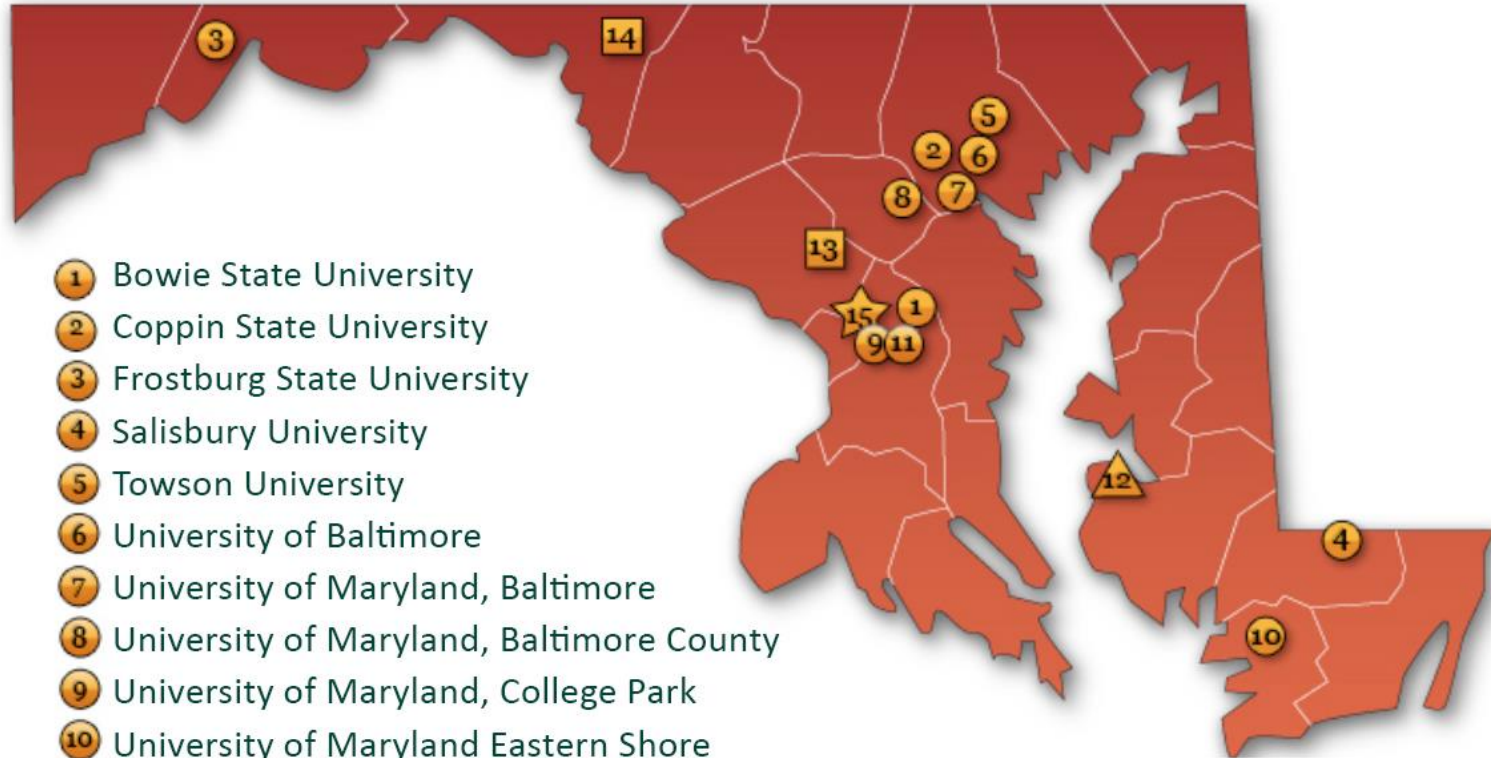 3
14
5
2
6
8
7
13
15
1
9
11
12
4
10
1 Bowie State University
2 Coppin State University
3 Frostburg State University
4 Salisbury University
5 Towson University
6 University of Baltimore
7 University of Maryland, Baltimore
8 University of Maryland, Baltimore County
9 University of Maryland, College Park
10 University of Maryland Eastern Shore